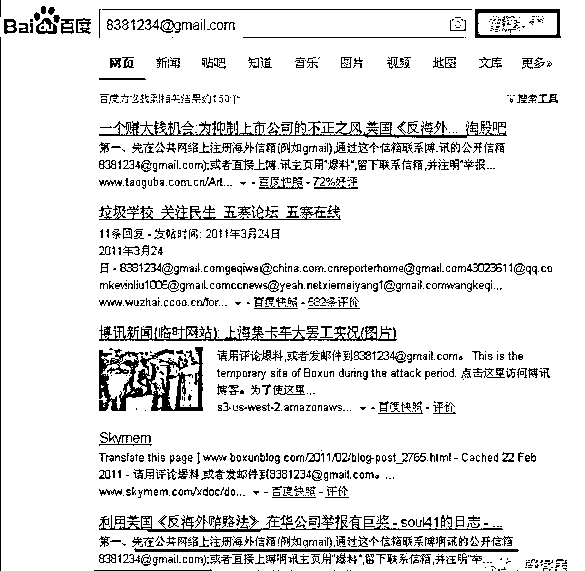 Bai百度 8381234@gmail.com
网页 新闻 贴吧 知道 音乐 图片 视频 地图 文库 更多»
百度为您找到相关结果约150个 搜索工具
一个赚大钱机会:为抑制上市公司的不正之风,美国《反海外... 淘股吧
第一、先在公共网络上注册海外信箱(例如gmail),通过这个信箱联系博.讯的公开信箱
8381234@gmail.com);或者直接上博.讯主页用"爆料",留下联系信箱,并注明"举报...
www.taoguba.com.cn/Art... - 百度快照 - 72%好评
垃圾学校 关注民生 五寨论坛 五寨在线
11条回复 - 发帖时间: 2011年3月24日
2011年3月24
日 - 8381234@gmail.comgeqiwei@china.com.cnreporterhome@gmail.com43023611@qq.co
mkevinliu1005@gmail.comccnews@yeah.netxiemaiyang1@gmail.comwangkeqi...
www.wuzhai.ccoo.cn/for... - 百度快照 - 582条评价
博讯新闻(临时网站): 上海集卡车大罢工实况(图片)
请用评论爆料,或者发邮件到8381234@gmail.com。 This is the
temporary site of Boxun during the attack period. 点击这里访问博讯
博客。为了使这里...
s3-us-west-2.amazonaws... - 百度快照 - 评价
Skymem
Translate this page ] www.boxunblog.com/2011/02/blog-post_2765.html - Cached 22 Feb
2011 - 请用评论爆料,或者发邮件到8381234@gmail.com。 ...
www.skymem.com/xdoc/do... - 百度快照 - 评价
利用美国《反海外贿赂法》,在华公司举报有巨奖 - soul41的日志 - ...
第一、先在公共网络上注册海外信箱(例如gmail),通过这个信箱联系博讯的公开信箱
8381234@gmail.com);或者直接上博讯主页用"爆料",留下联系信箱,并注明"举...